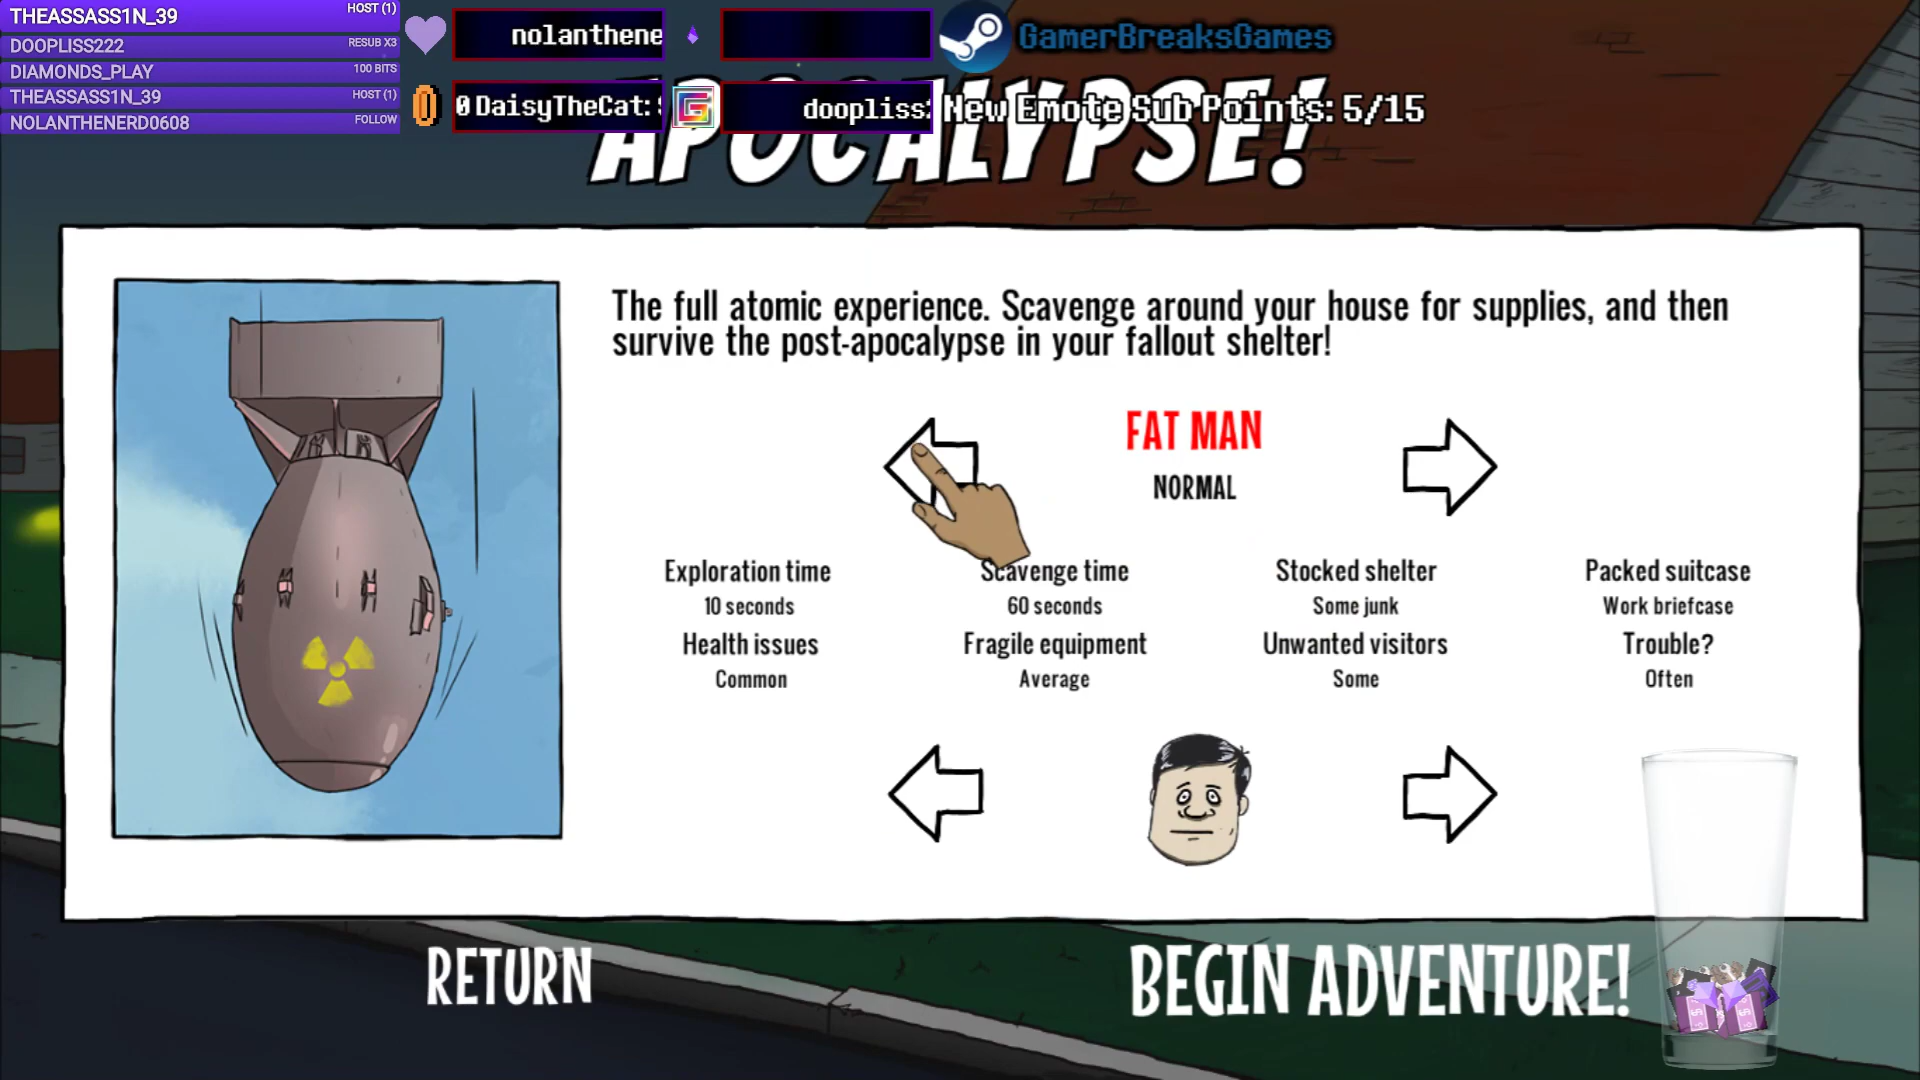 THEASSASS1N_39 HOST (1)
DOOPLISS222 RESUB X3
DIAMONDS_PLAY 100 BITS
THEASSASS1N_39 HOST (1)
NOLANTHENERD0608 FOLLOW
nolanthene
GamerBreaksGames
0 DaisyTheCat:
doopliss
New Emote Sub Points: 5/15
APOCALYPSE!
The full atomic experience. Scavenge around your house for supplies, and then
survive the post-apocalypse in your fallout shelter!
FAT MAN
NORMAL
Exploration time Scavenge time Stocked shelter Packed suitcase
10 seconds 60 seconds Some junk Work briefcase
Health issues Fragile equipment Unwanted visitors Trouble?
Common Average Some Often
RETURN
BEGIN ADVENTURE!